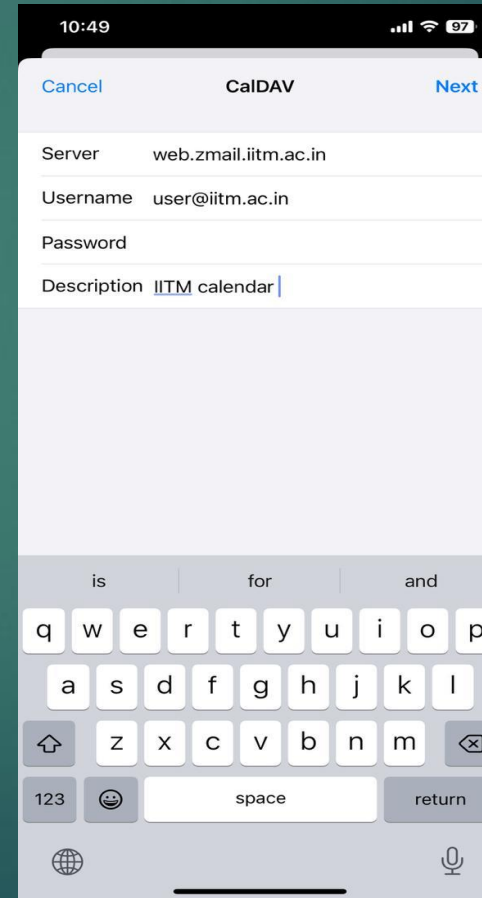 10:49
97
Cancel CalDAV Next
Server web.zmail.iitm.ac.in
Username user@iitm.ac.in
Password
Description IITM calendar
is for and
q w e r t y u i o p
a s d f g h j k l
z x c v b n m
123 space return